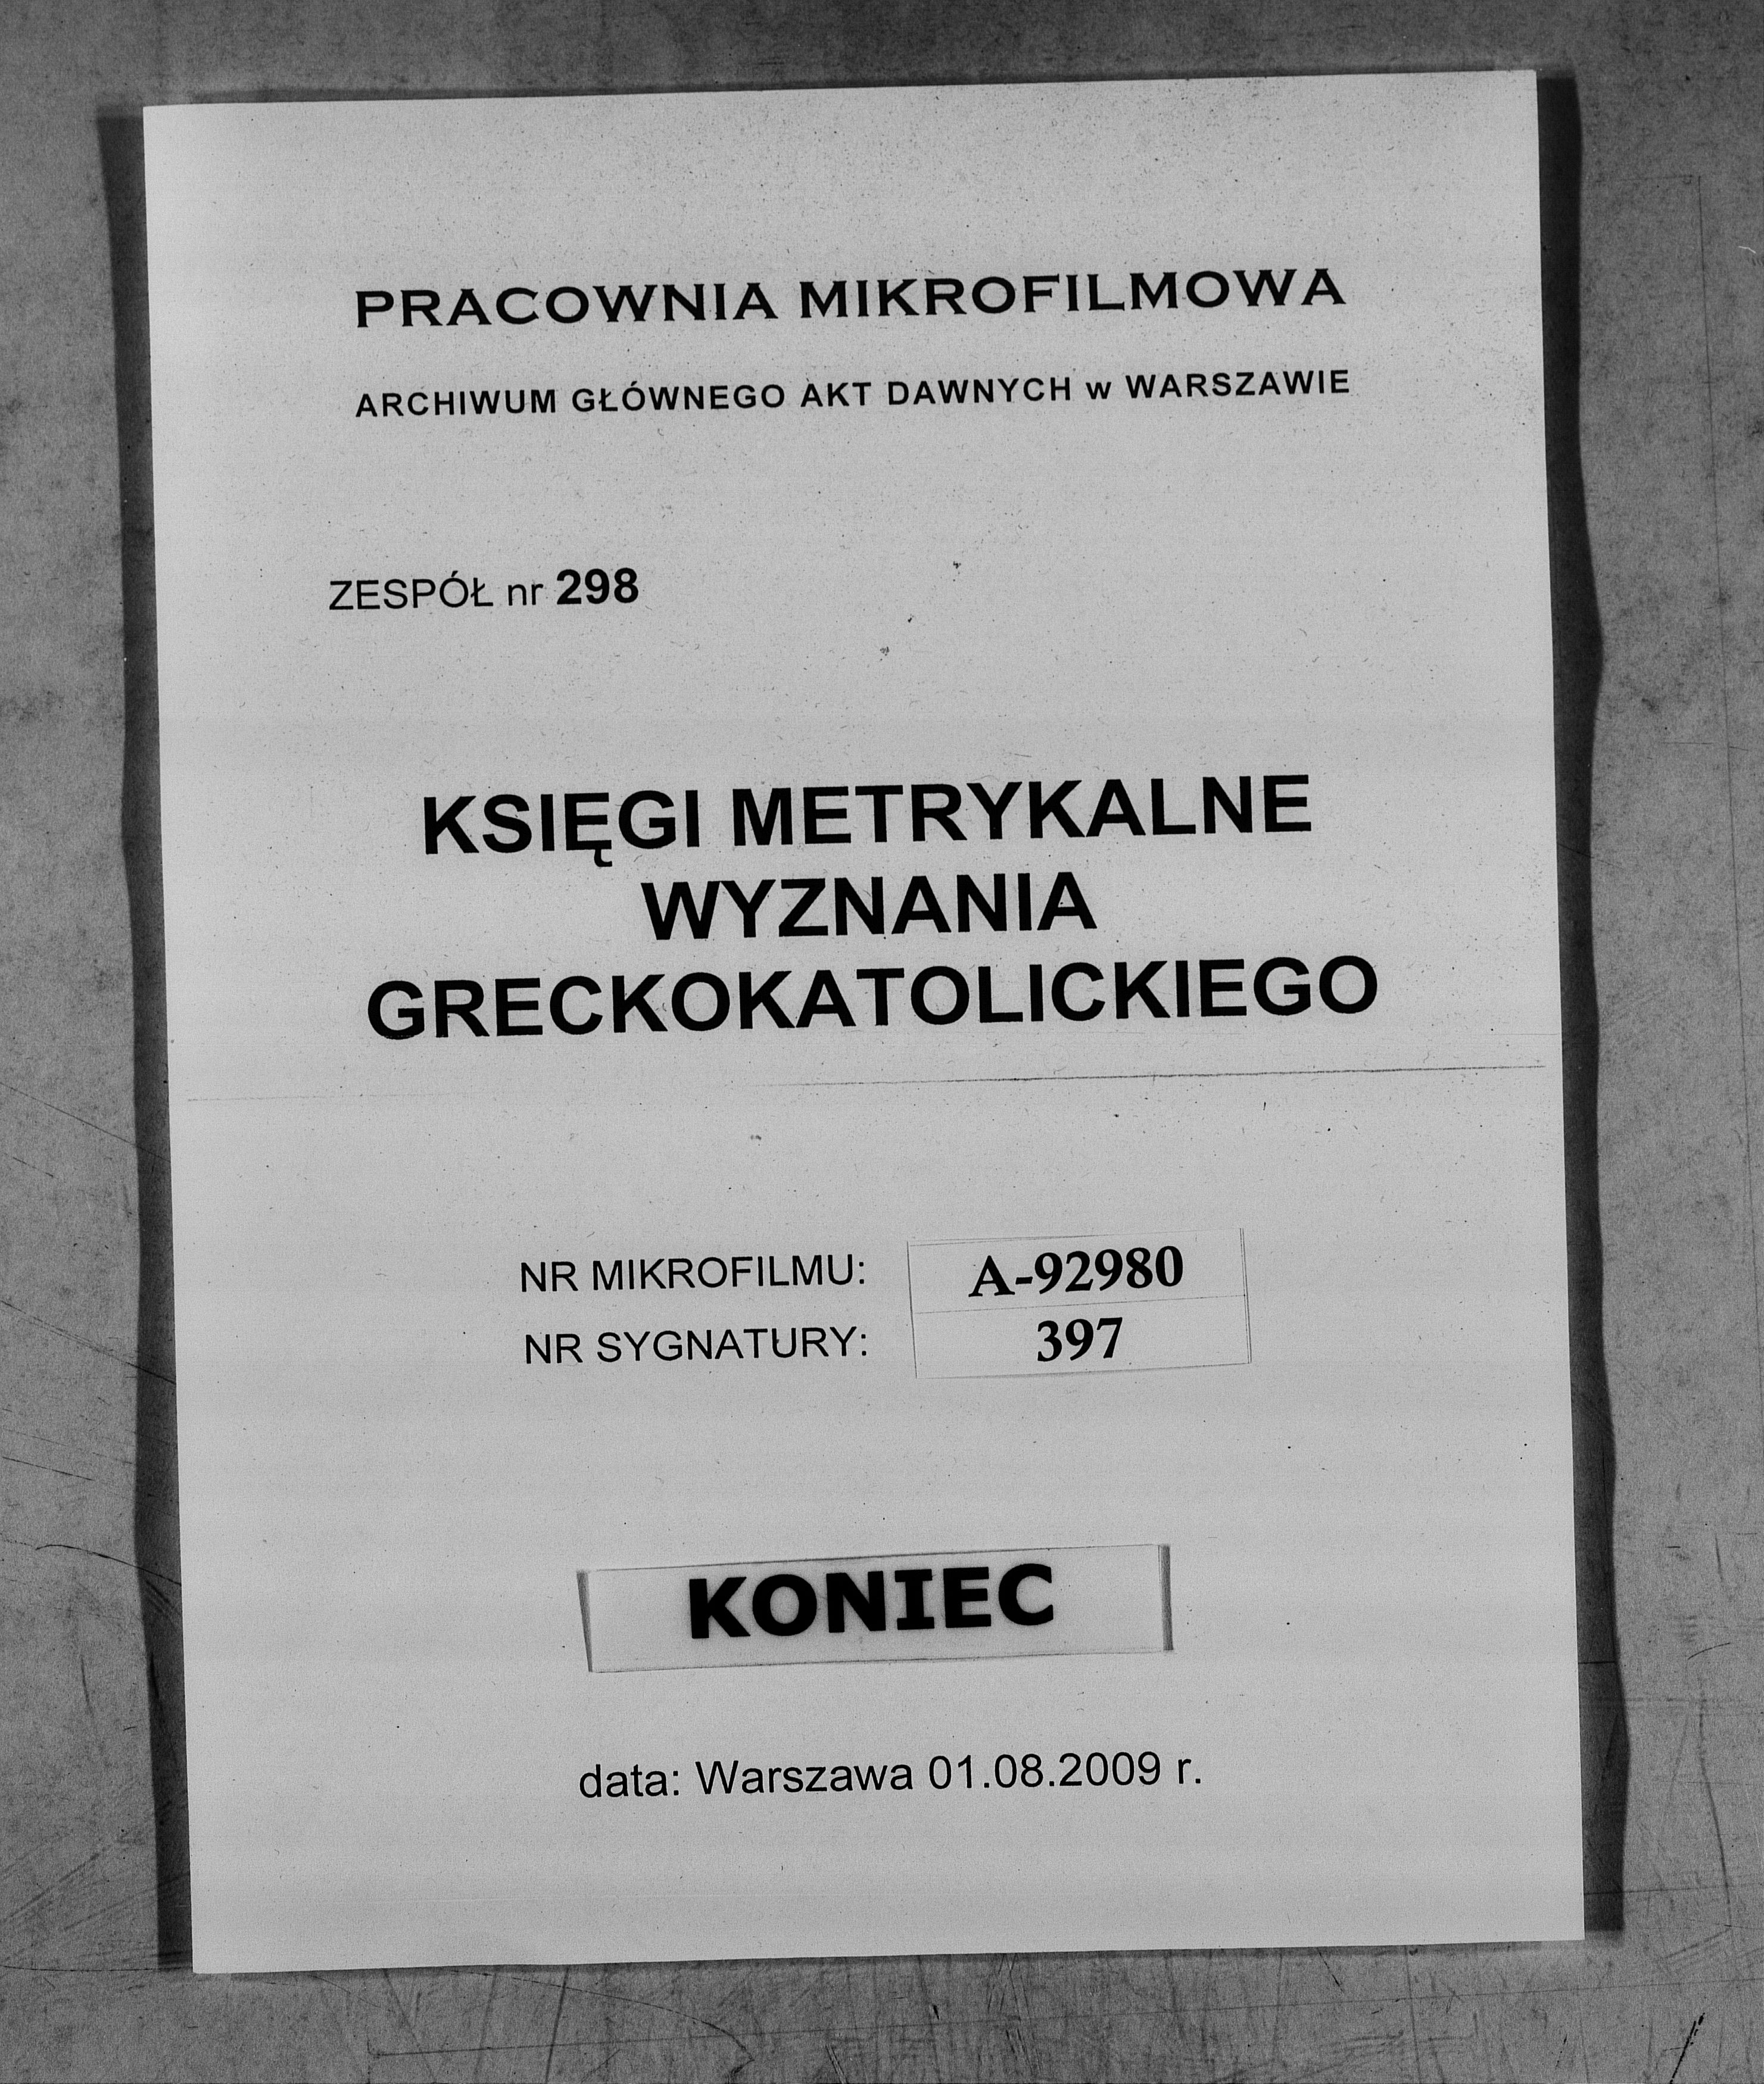 PRACOWNIA MIKROFILMOWA
ARCHIWUM GŁÓWNEGO AKT DAWNYCH w WARSZAWIE
ZESPÓŁ nr 298
KSIĘGI METRYKALNE
WYZNANIA
GRECKOKATOLICKIEGO
NR MIKROFILMU: A-92980
NR SYGNATURY: 397
KONIEC
data: Warszawa 01.08.2009 r.